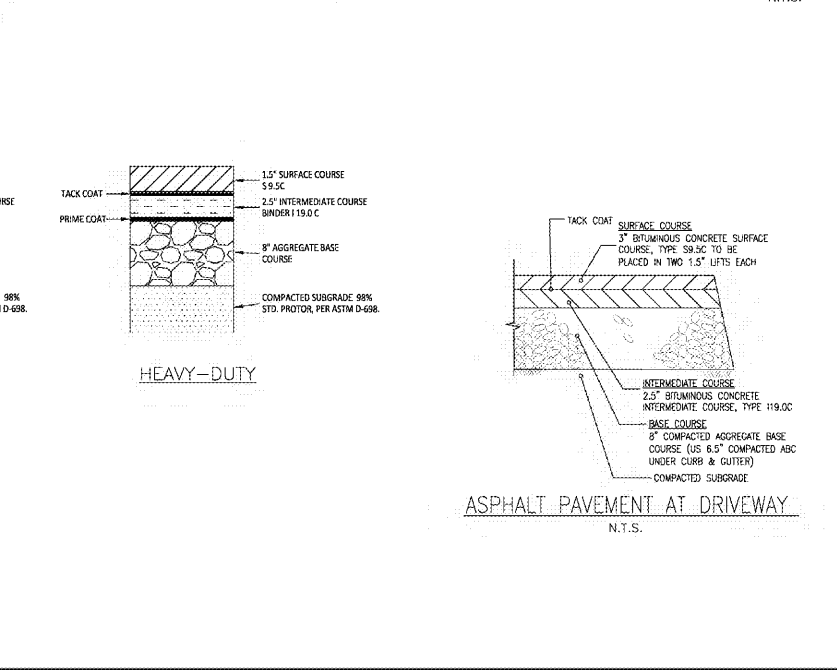 N.T.S.
1.5" SURFACE COURSE
S 9.5C
TACK COAT
2.5" INTERMEDIATE COURSE
BINDER I 19.0 C
PRIME COAT
8" AGGREGATE BASE
COURSE
COMPACTED SUBGRADE 98%
STD. PROTOR, PER ASTM D-698.
HEAVY-DUTY
98%
D-698.
TACK COAT
SURFACE COURSE
3" BITUMINOUS CONCRETE SURFACE
COURSE, TYPE S9.5C TO BE
PLACED IN TWO 1.5" LIFTS EACH
INTERMEDIATE COURSE
2.5" BITUMINOUS CONCRETE
INTERMEDIATE COURSE, TYPE I19.0C
BASE COURSE
8" COMPACTED AGGREGATE BASE
COURSE (US 6.5" COMPACTED ABC
UNDER CURB & GUTTER)
COMPACTED SUBGRADE
ASPHALT PAVEMENT AT DRIVEWAY
N.T.S.